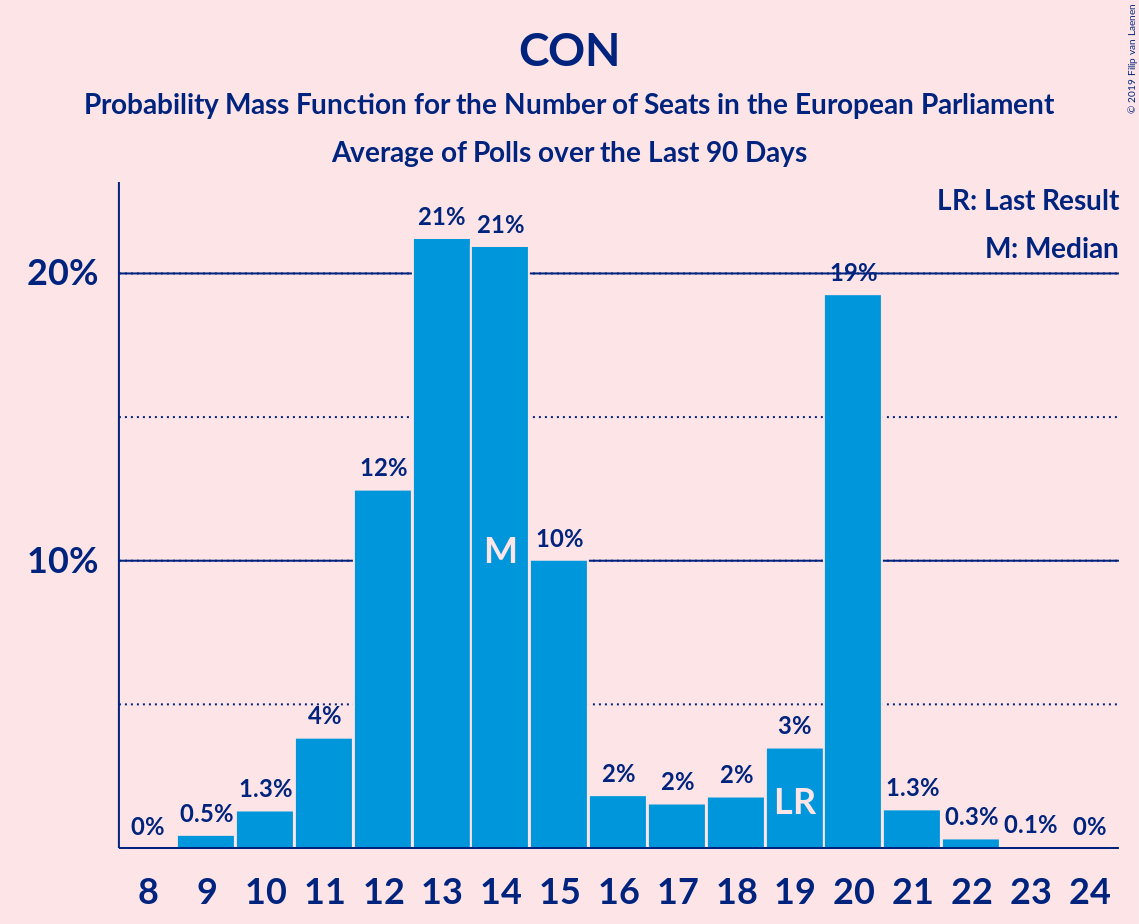 CON
Probability Mass Function for the Number of Seats in the European Parliament
Average of Polls over the Last 90 Days
© 2019 Filip van Laenen
LR: Last Result
M: Median
20%
10%
0%
0.5%
1.3%
4%
12%
21%
21%
10%
2%
2%
2%
3%
19%
1.3%
0.3%
0.1%
0%
M
LR
8 9 10 11 12 13 14 15 16 17 18 19 20 21 22 23 24